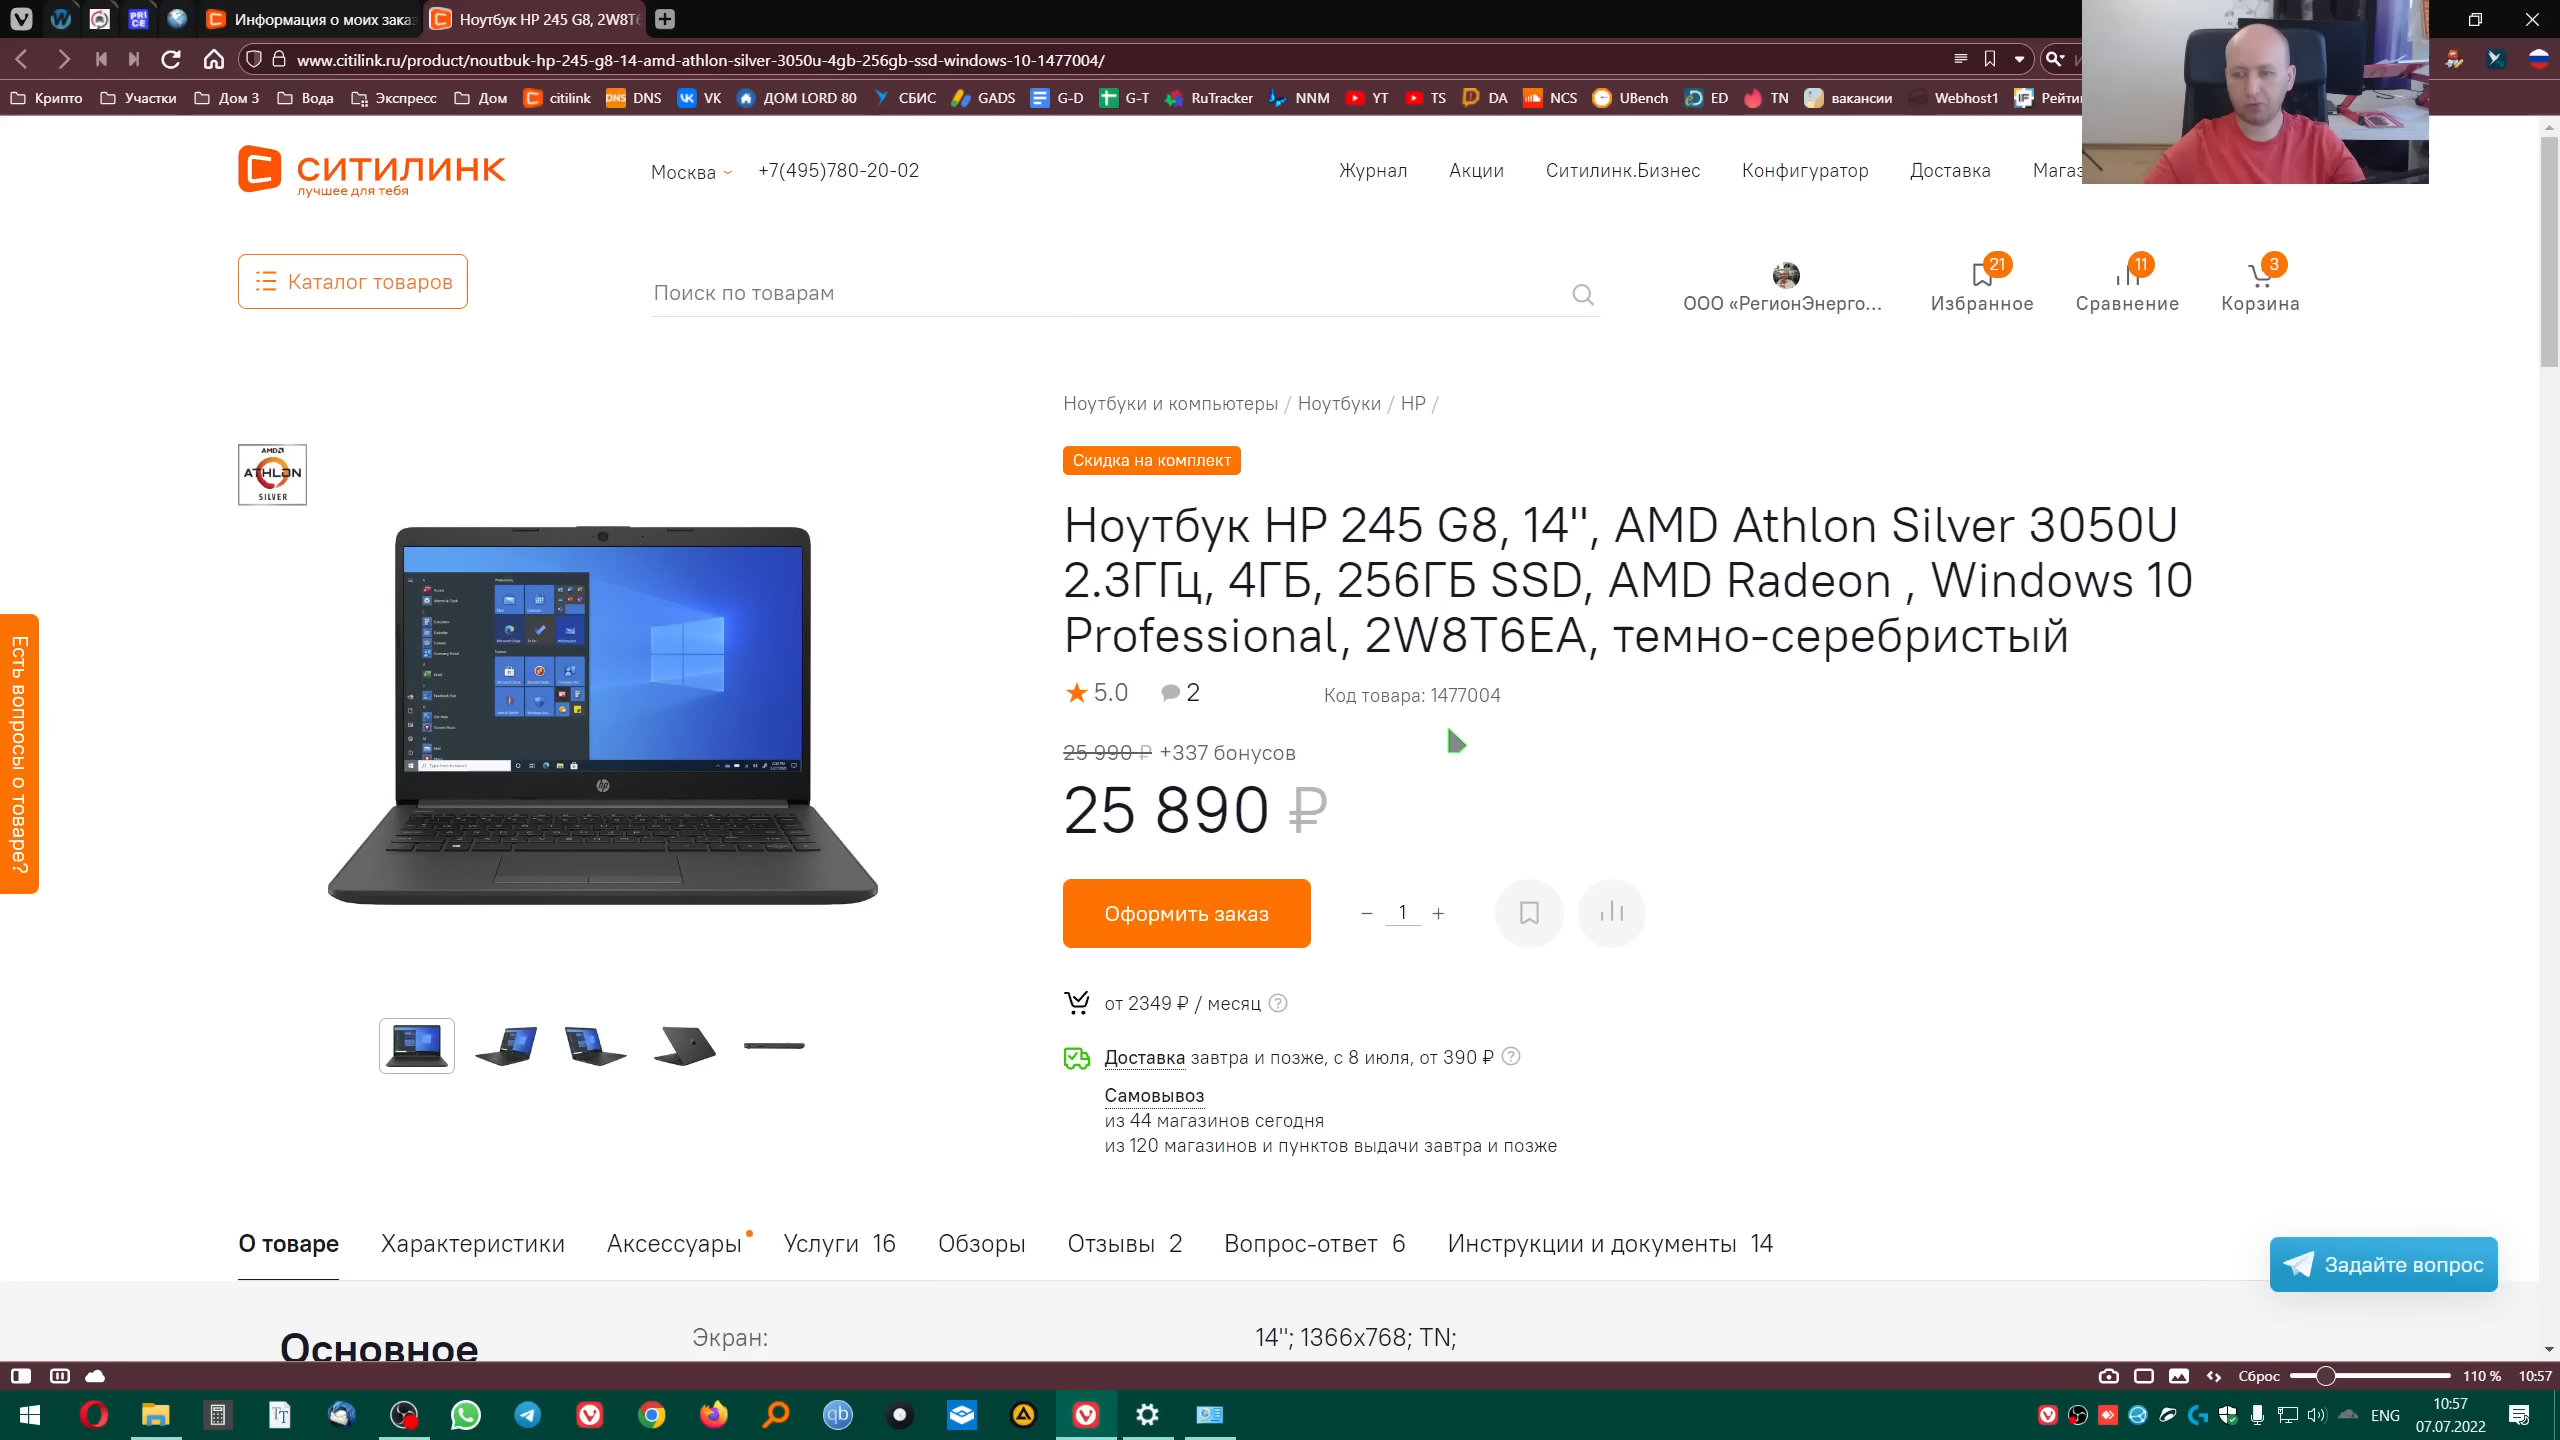 Информация о моих зака
Ноутбук HP 245 G8, 2W8T6
www.citilink.ru/product/noutbuk-hp-245-g8-14-amd-athlon-silver-3050u-4gb-256gb-ssd-windows-10-1477004/
Крипто
Участки
Дом 3
Вода
Экспресс
Дом
citilink
DNS
VK
ДОМ LORD 80
СБИС
GADS
G-D
G-T
RuTracker
NNM
YT
TS
DA
NCS
UBench
ED
TN
вакансии
Webhost1
Рейти
СИТИЛИНК
лучшее для тебя
Москва
+7(495)780-20-02
Журнал
Акции
Ситилинк.Бизнес
Конфигуратор
Доставка
Магаз
Каталог товаров
Поиск по товарам
ООО «РегионЭнерго...
21
Избранное
11
Сравнение
3
Корзина
Ноутбуки и компьютеры / Ноутбуки / HP /
AMD
ATHLON
SILVER
Скидка на комплект
Ноутбук HP 245 G8, 14", AMD Athlon Silver 3050U
2.3ГГц, 4ГБ, 256ГБ SSD, AMD Radeon , Windows 10
Professional, 2W8T6EA, темно-серебристый
5.0
2
Код товара: 1477004
25 990 ₽ +337 бонусов
25 890 ₽
Оформить заказ
− 1 +
от 2349 ₽ / месяц
Доставка завтра и позже, с 8 июля, от 390 ₽
Самовывоз
из 44 магазинов сегодня
из 120 магазинов и пунктов выдачи завтра и позже
Есть вопросы о товаре?
О товаре
Характеристики
Аксессуары
Услуги 16
Обзоры
Отзывы 2
Вопрос-ответ 6
Инструкции и документы 14
Задайте вопрос
Основное
Экран:
14"; 1366x768; TN;
Сброс
110 %
10:57
ENG
10:57
07.07.2022